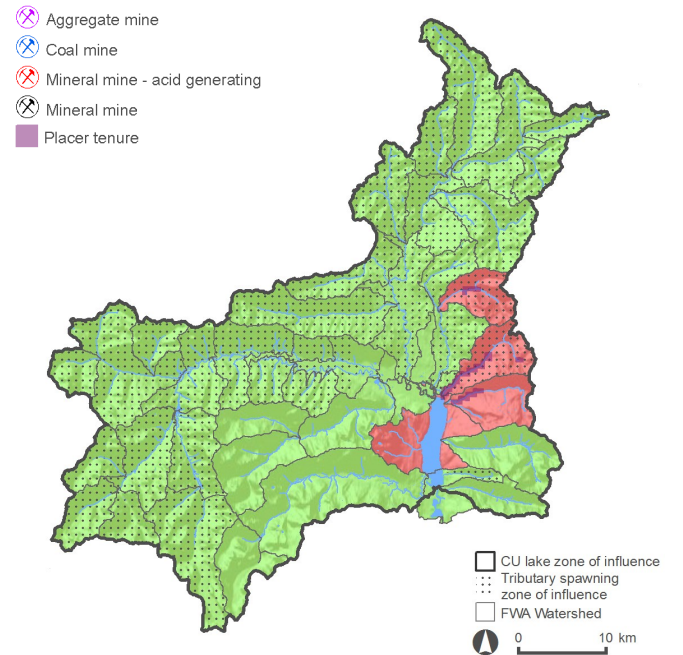 Aggregate mine
Coal mine
Mineral mine - acid generating
Mineral mine
Placer tenure
CU lake zone of influence
Tributary spawning
zone of influence
FWA Watershed
0 10 km